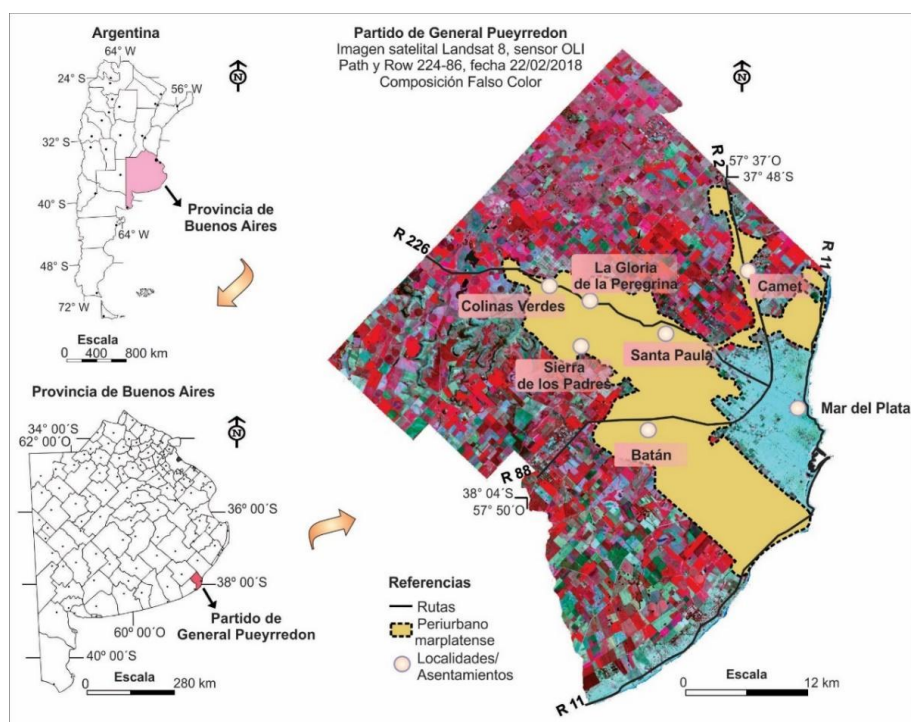 Argentina
64° W
24° S
56° W
32° S
40° S
64° W
48° S
72° W
N
Provincia de
Buenos Aires
Escala
0 400 800 km
Provincia de Buenos Aires
N
34° 00´S
62° 00´O
36° 00´S
38° 00´S
60° 00´O
Partido de
General Pueyrredon
40° 00´S
Escala
0 280 km
Partido de General Pueyrredon
Imagen satelital Landsat 8, sensor OLI
Path y Row 224-86, fecha 22/02/2018
Composición Falso Color
N
R 2
57° 37´O
37° 48´S
R 226
R 11
La Gloria
de la Peregrina
Camet
Colinas Verdes
Santa Paula
Sierra
de los Padres
Mar del Plata
Batán
R 88
38° 04´S
57° 50´O
Referencias
Rutas
Periurbano
marplatense
Localidades/
Asentamientos
R 11
Escala
0 12 km